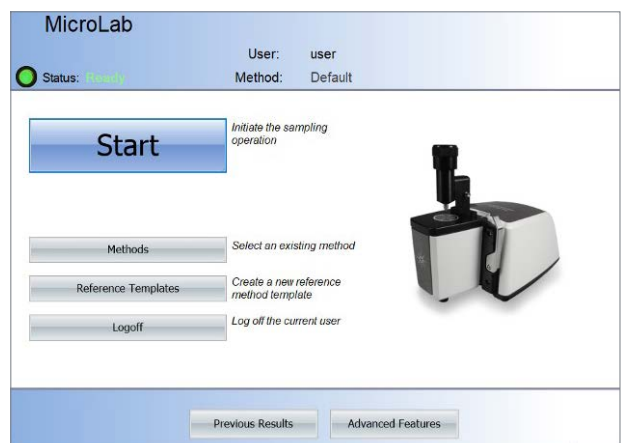 MicroLab
User: user
Status: Ready Method: Default
Start
Initiate the sampling
operation
Methods
Select an existing method
Reference Templates
Create a new reference
method template
Logoff
Log off the current user
Previous Results
Advanced Features